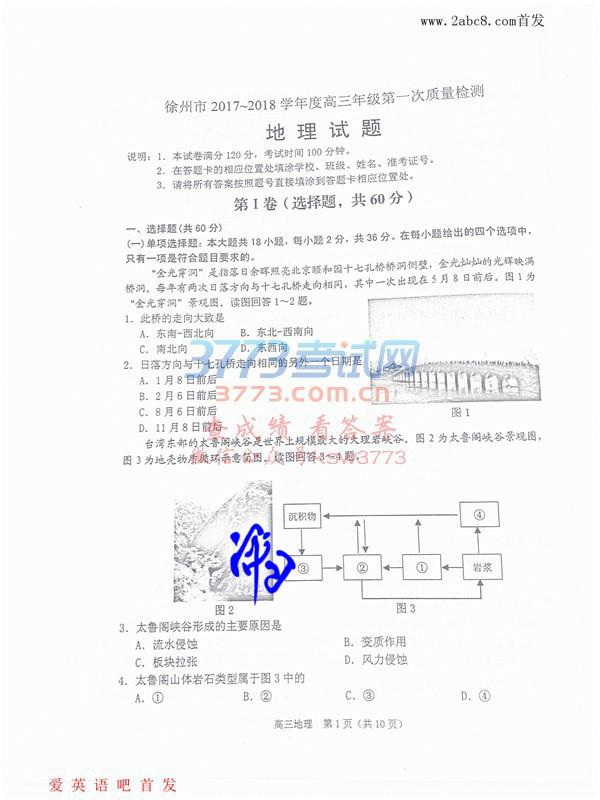 www.2abc8.com首发
徐州市 2017~2018 学年度高三年级第一次质量检测
地 理 试 题
说明：1．本试卷满分 120 分，考试时间 100 分钟。
2．在答题卡的相应位置处填涂学校、班级、姓名、准考证号。
3．请将所有答案按照题号直接填涂到答题卡相应位置处。
第 I 卷（选择题，共 60 分）
一、选择题（共 60 分）
（一）单项选择题：本大题共 18 小题，每小题 2 分，共 36 分。在每小题给出的四个选项中，
只有一项是符合题目要求的。
“金光穿洞”是指落日余晖照亮北京颐和园十七孔桥桥洞侧壁，金光灿灿的光辉映满
桥洞。每年有两次日落方向与十七孔桥走向相同，其中一次出现在 5 月 8 日前后。图 1 为
“金光穿洞”景观图。读图回答 1～2 题。
1．此桥的走向大致是
A．东南-西北向 B．东北-西南向
C．南北向 D．东西向
2．日落方向与十七孔桥走向相同的另外一个日期是
A．1 月 8 日前后
B．2 月 6 日前后
C．8 月 6 日前后
D．11 月 8 日前后
图 1
3773考试网
3773.com.cn
查成绩 看答案
微信公众号KSW3773
台湾东部的太鲁阁峡谷是世界上规模最大的大理岩峡谷。图 2 为太鲁阁峡谷景观图，
图 3 为地壳物质循环示意简图。读图回答 3～4 题。
沉积物 ④
③ ② ① 岩浆
图 2 图 3
3．太鲁阁峡谷形成的主要原因是
A．流水侵蚀 B．变质作用
C．板块拉张 D．风力侵蚀
4．太鲁阁山体岩石类型属于图 3 中的
A．① B．② C．③ D．④
高三地理 第 1 页（共 10 页）
爱英语吧首发